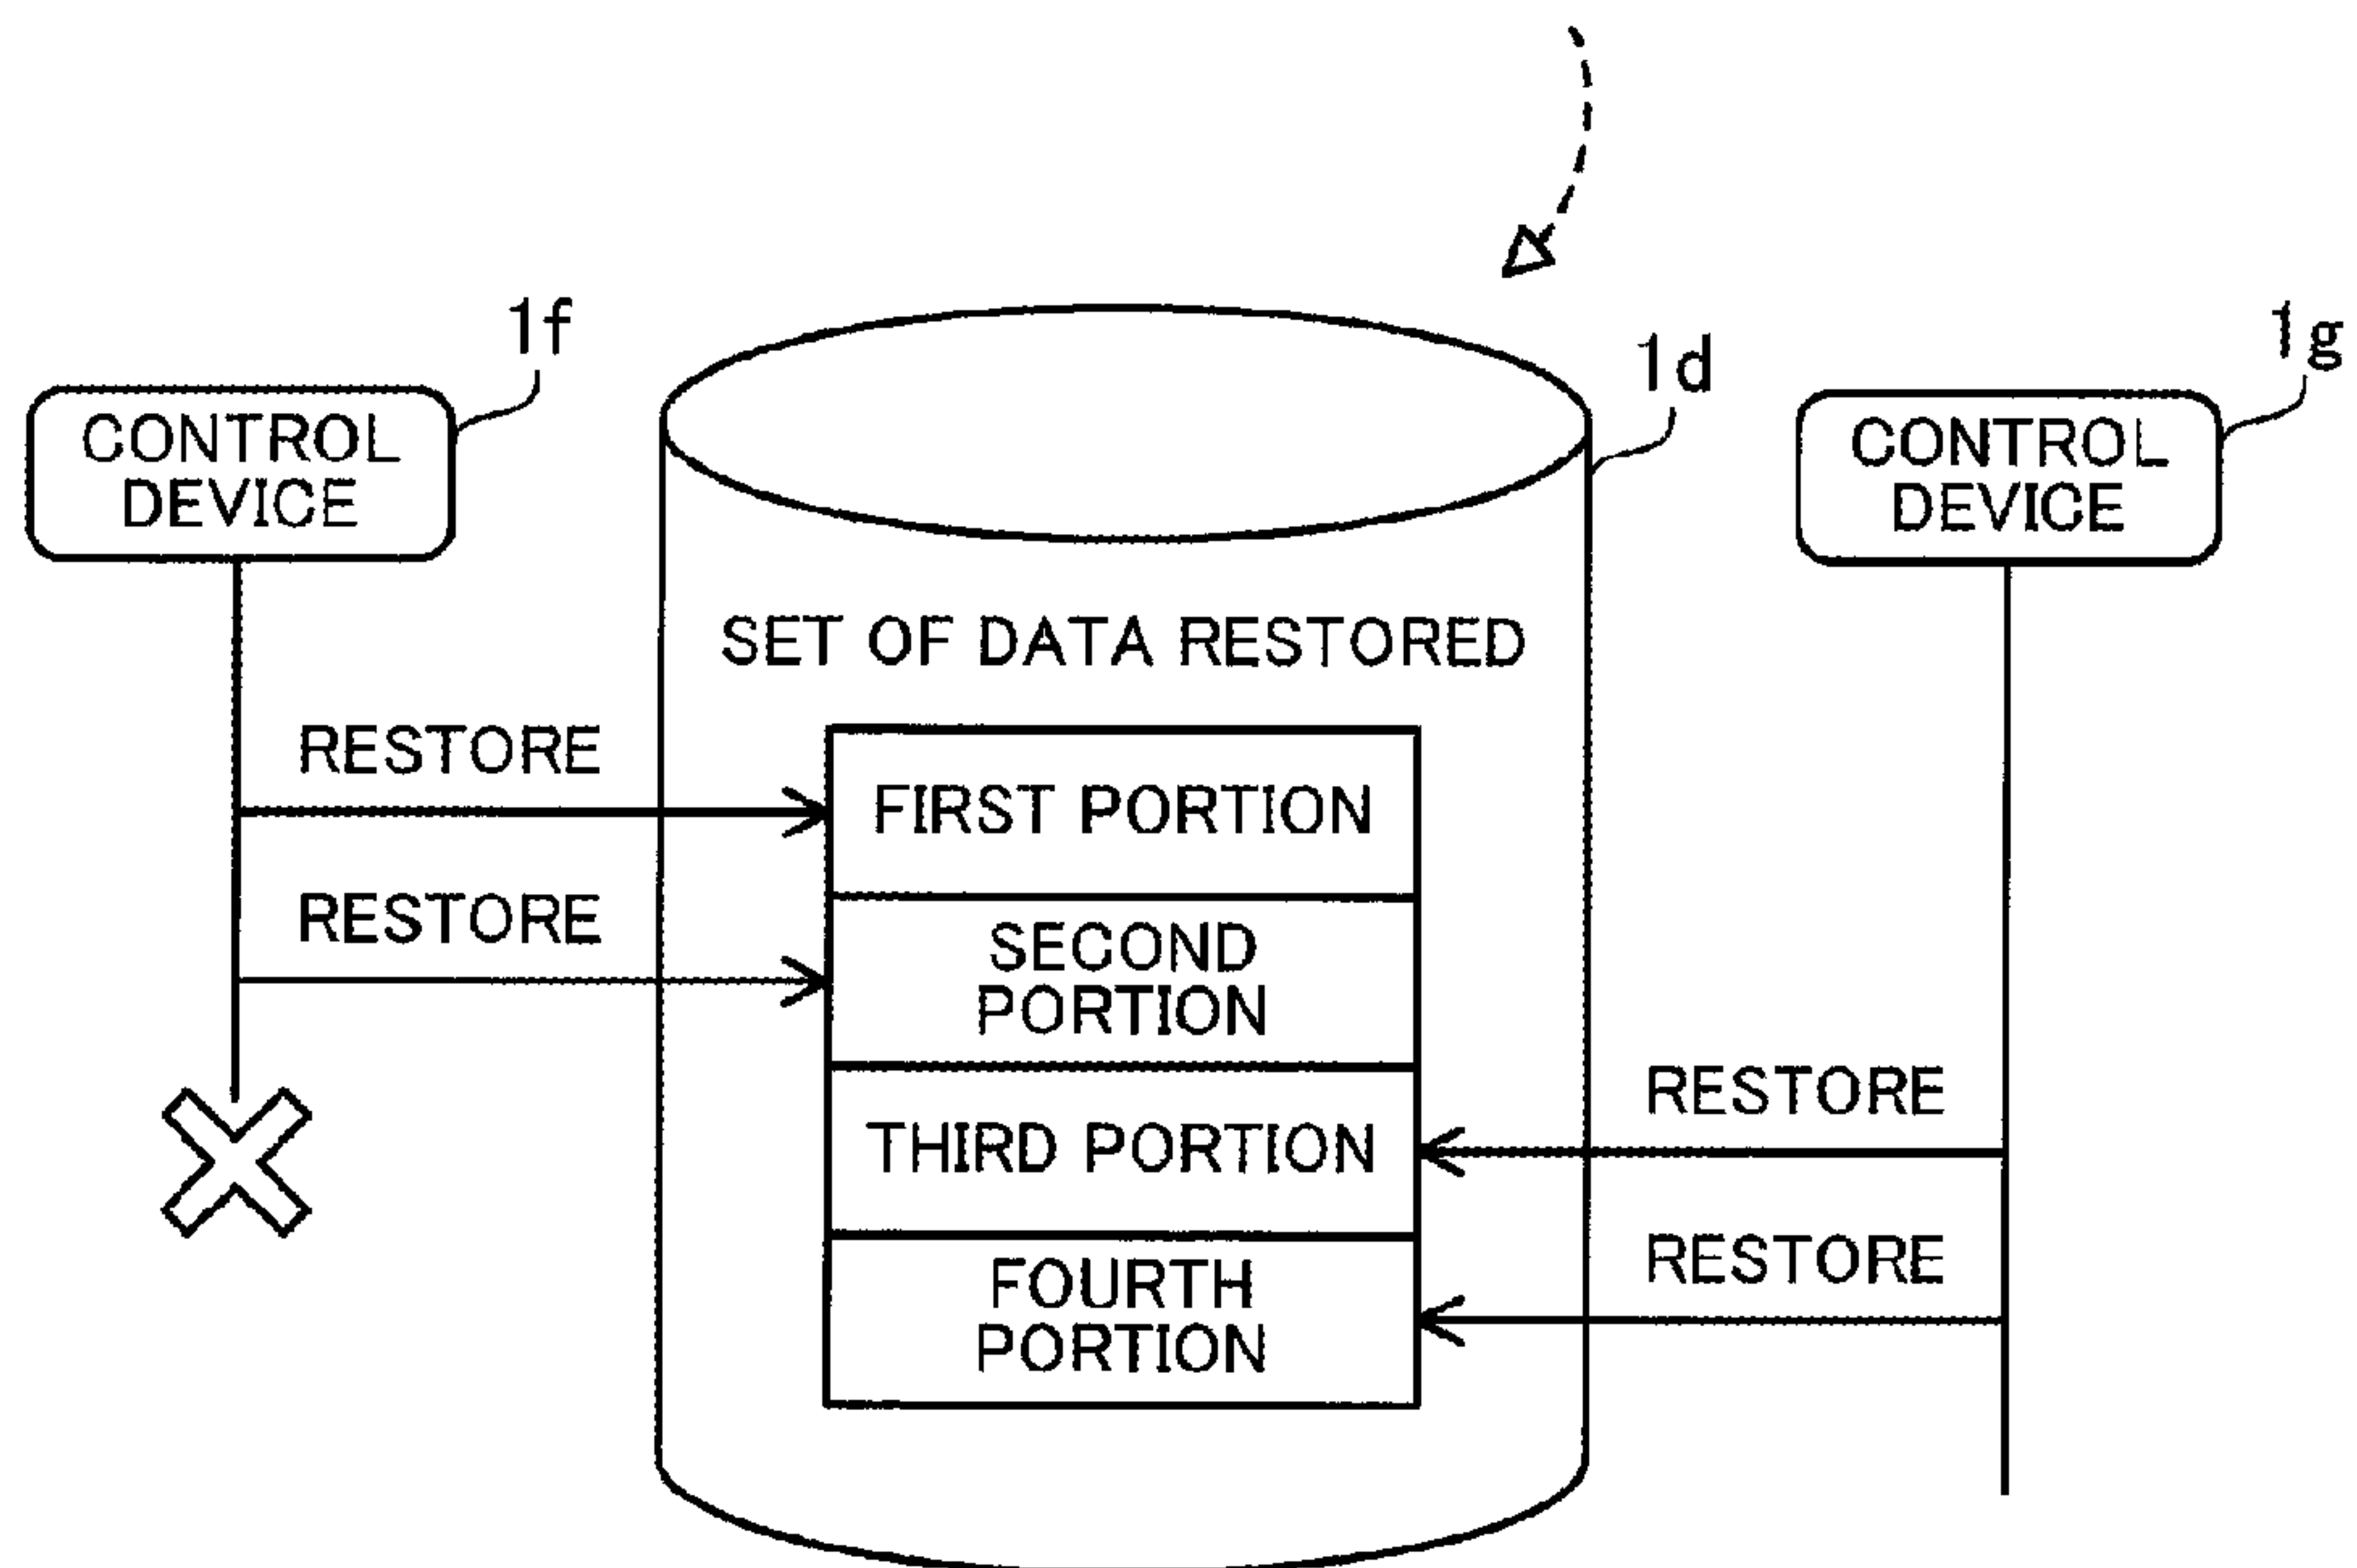 1f
1d
1g
CONTROL
DEVICE
CONTROL
DEVICE
SET OF DATA RESTORED
RESTORE
FIRST PORTION
RESTORE
SECOND
PORTION
RESTORE
THIRD PORTION
RESTORE
FOURTH
PORTION